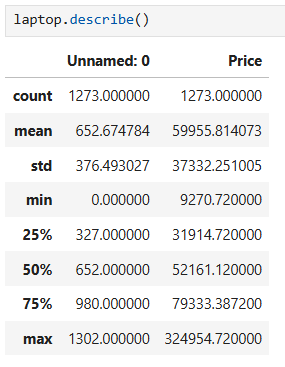 laptop.describe()
Unnamed: 0 Price
count 1273.000000 1273.000000
mean 652.674784 59955.814073
std 376.493027 37332.251005
min 0.000000 9270.720000
25% 327.000000 31914.720000
50% 652.000000 52161.120000
75% 980.000000 79333.387200
max 1302.000000 324954.720000